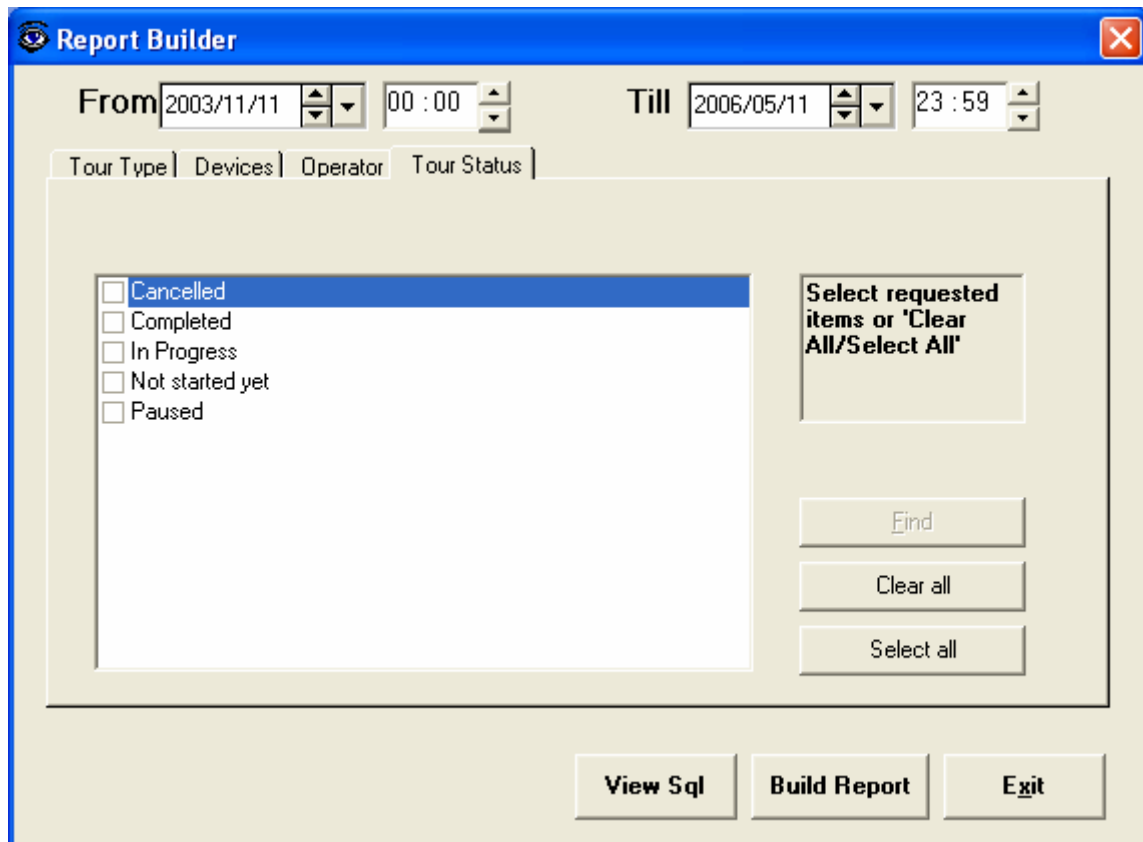 Report Builder
From 2003/11/11 00 : 00 Till 2006/05/11 23 : 59
Tour Type Devices Operator Tour Status
Cancelled
Completed
In Progress
Not started yet
Paused
Select requested
items or 'Clear
All/Select All'
Find
Clear all
Select all
View Sql Build Report Exit